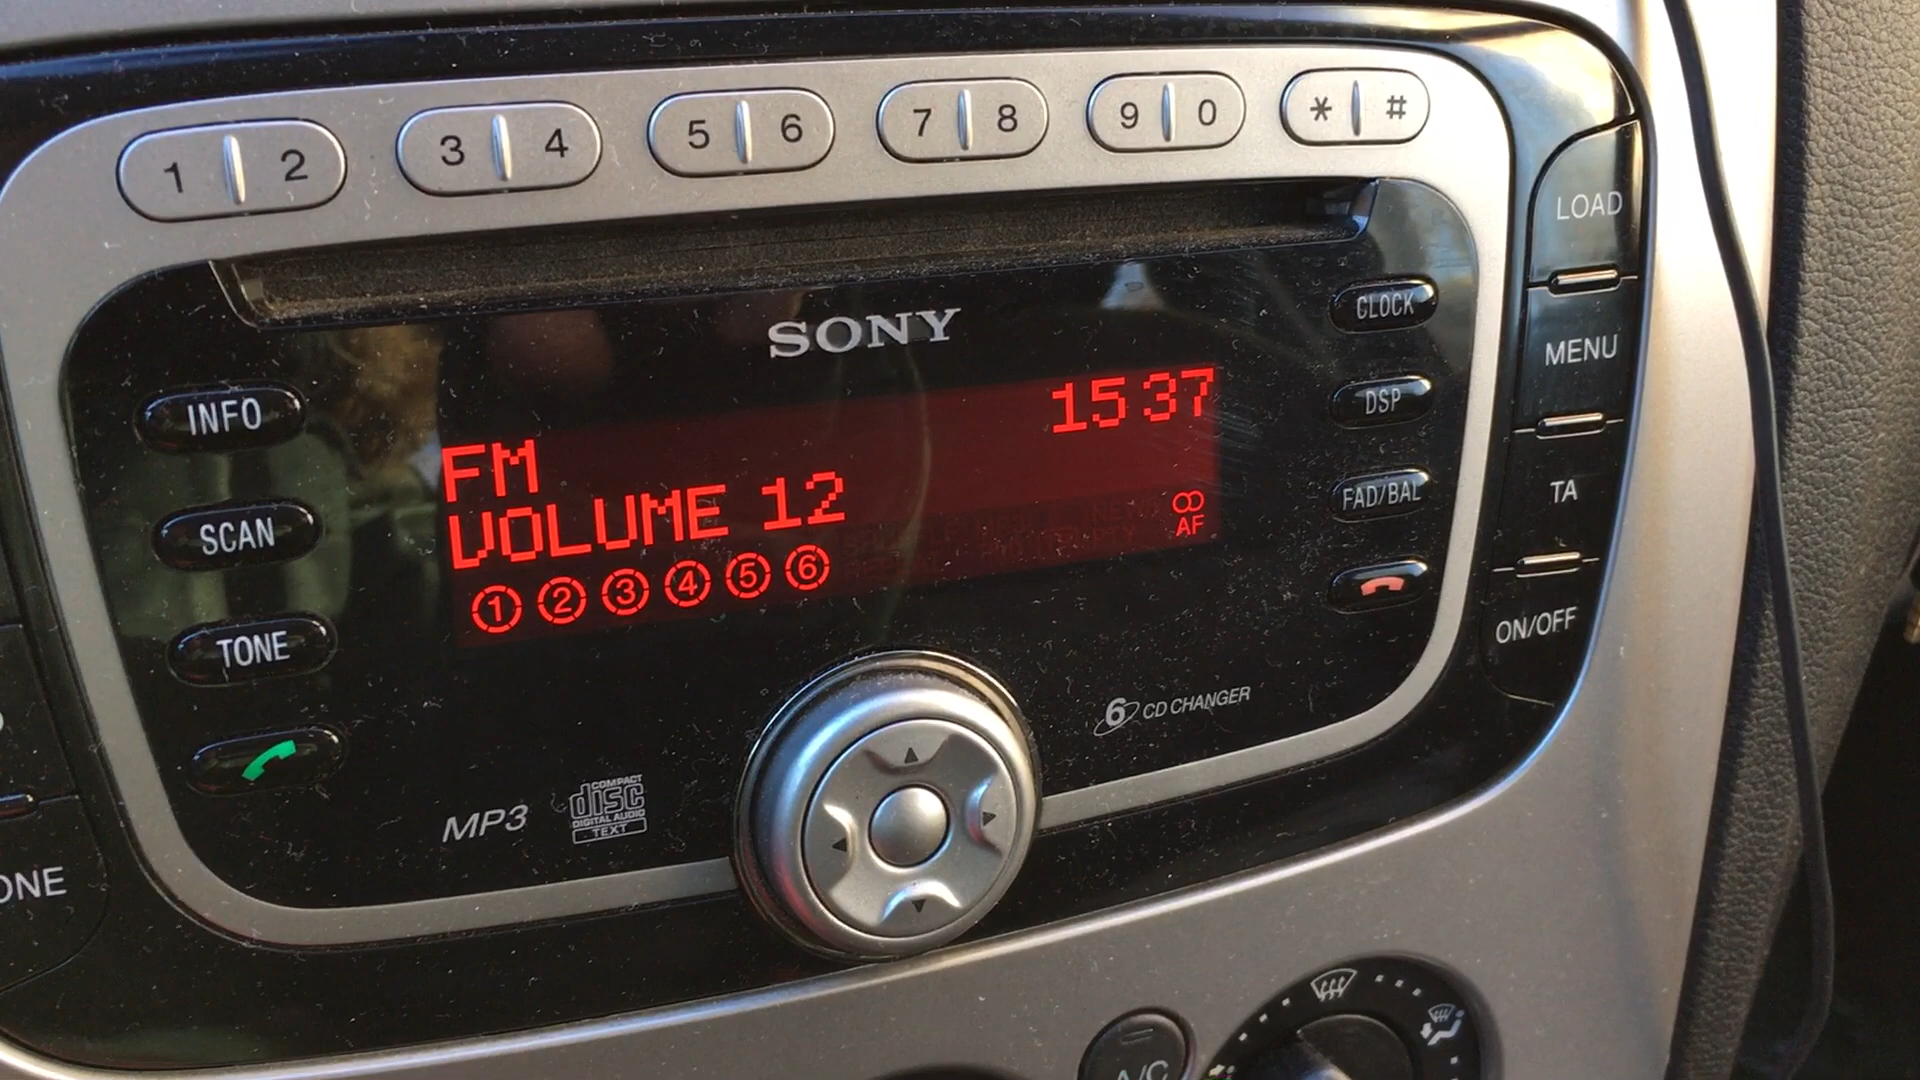 1 2 3 4 5 6 7 8 9 0 * #
LOAD
SONY
CLOCK
MENU
INFO
15 37
DSP
FM
VOLUME 12
FAD/BAL
TA
SCAN
AF
① ② ③ ④ ⑤ ⑥
TONE
ON/OFF
6 CD CHANGER
MP3
COMPACT
disc
DIGITAL AUDIO
TEXT
ONE
A/C